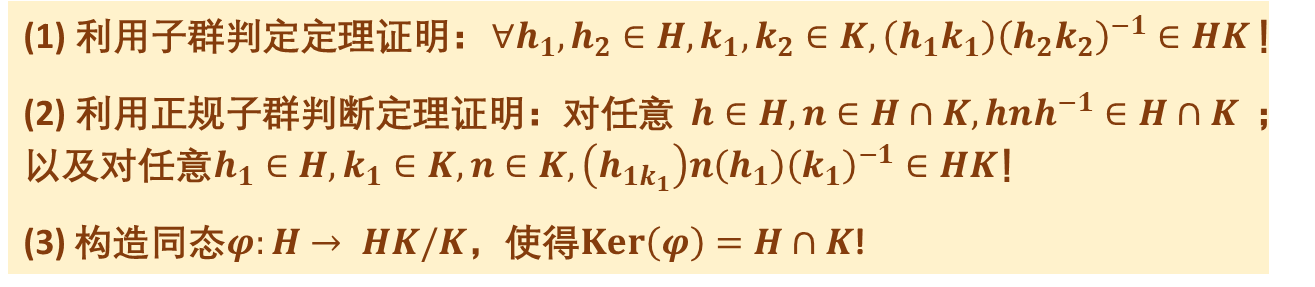 (1) 利用子群判定定理证明：∀h₁,h₂ ∈ H,k₁,k₂ ∈ K,(h₁k₁)(h₂k₂)⁻¹ ∈ HK！
(2) 利用正规子群判断定理证明：对任意 h ∈ H,n ∈ H ∩ K,hnh⁻¹ ∈ H ∩ K ；
以及对任意h₁ ∈ H,k₁ ∈ K,n ∈ K,(h₁ₖ₁)n(h₁)(k₁)⁻¹ ∈ HK！
(3) 构造同态φ:H → HK/K，使得Ker(φ) = H ∩ K!